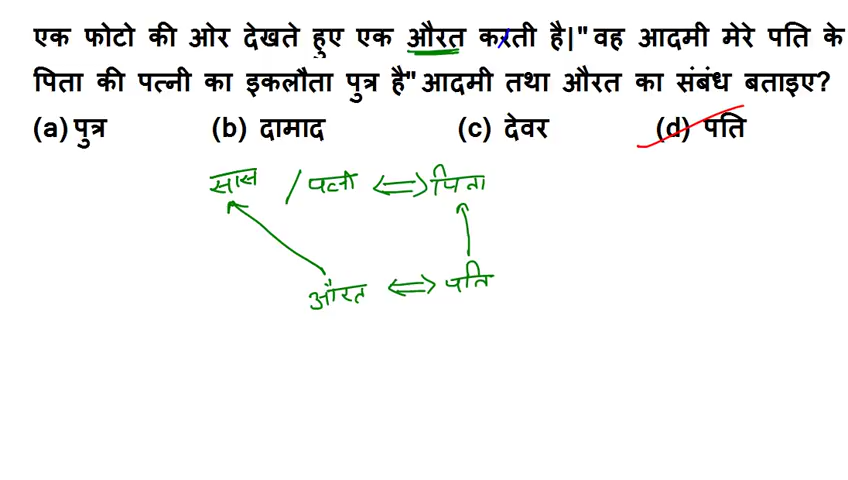 एक फोटो की ओर देखते हुए एक औरत करती है|"वह आदमी मेरे पति के
पिता की पत्नी का इकलौता पुत्र है" आदमी तथा औरत का संबंध बताइए?
(a) पुत्र (b) दामाद (c) देवर (d) पति
सास / पत्नी ⟺ पिता
औरत ⟺ पति